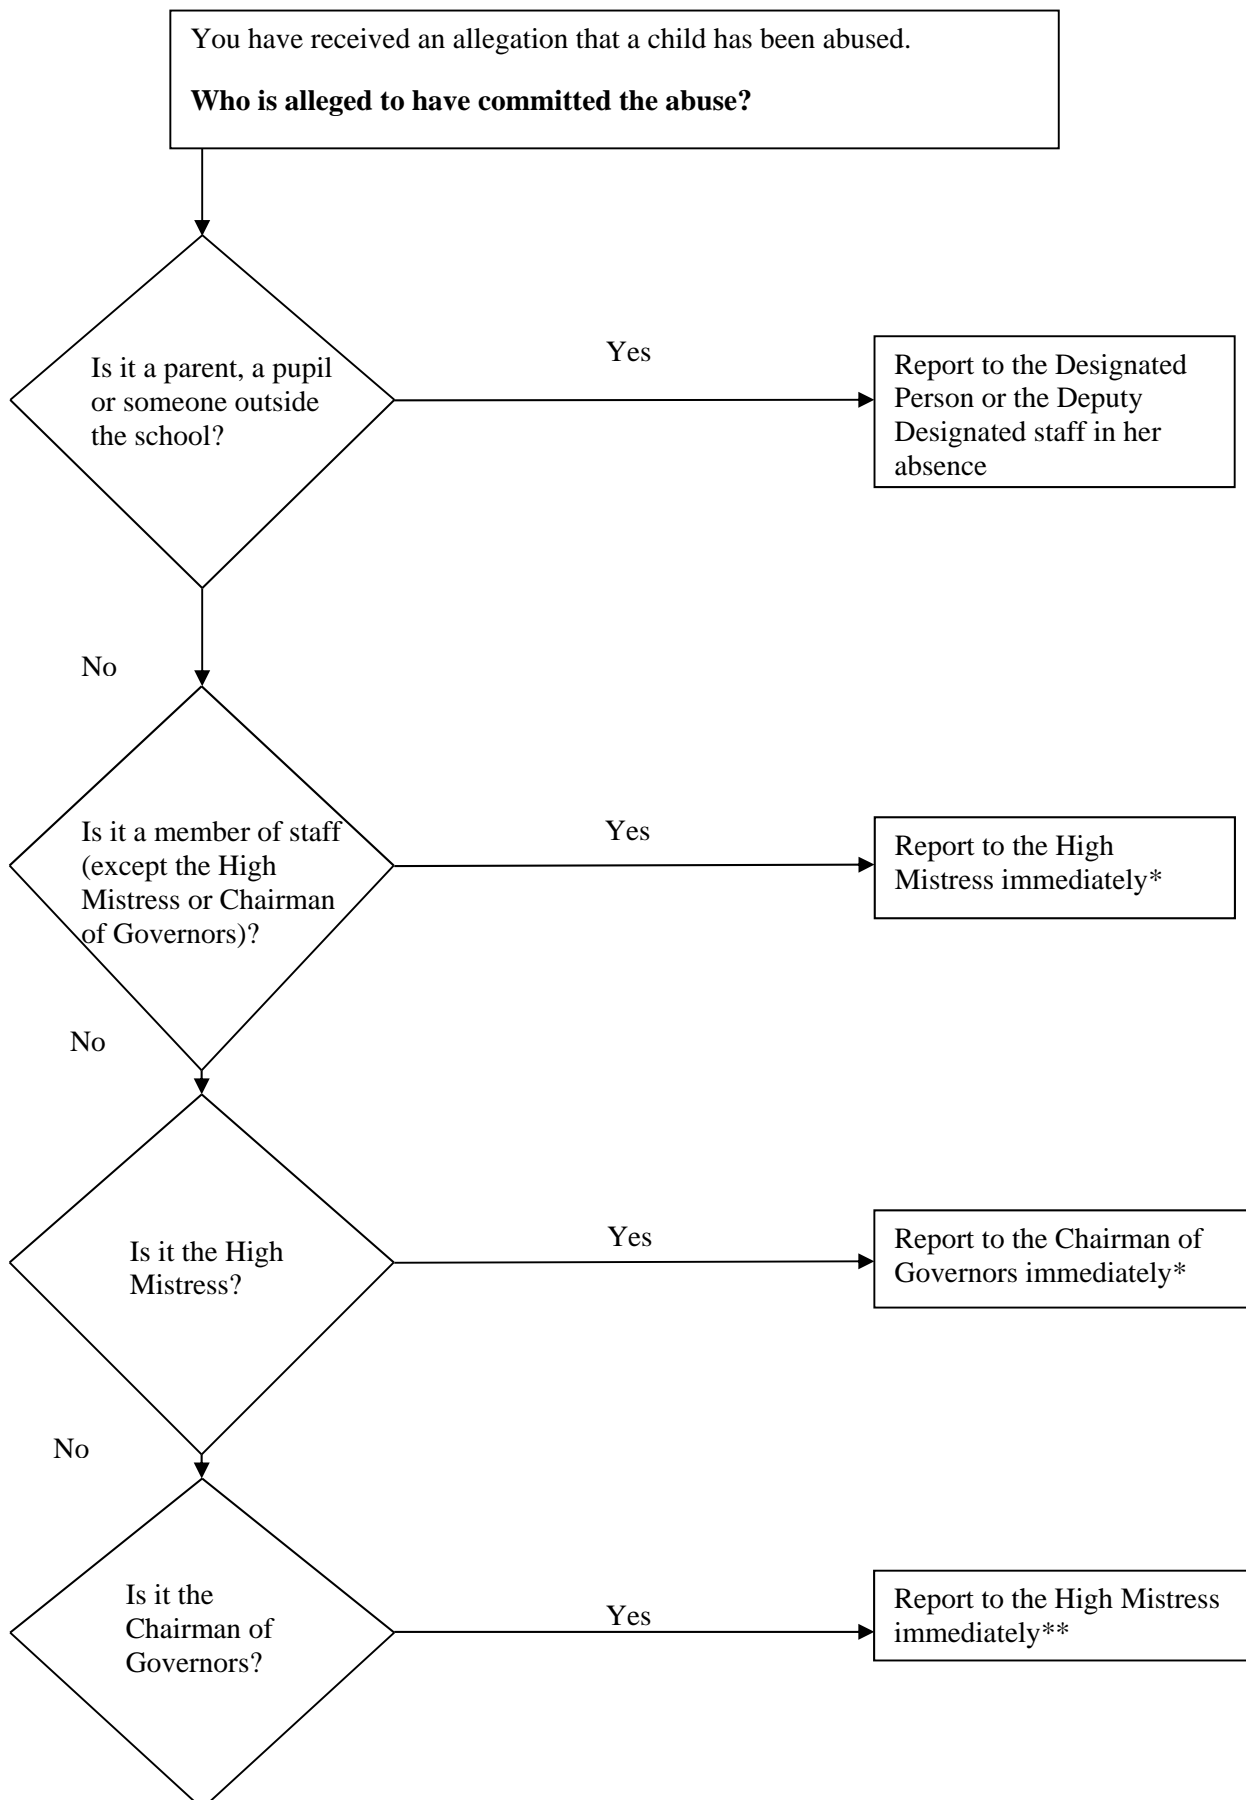 You have received an allegation that a child has been abused.
Who is alleged to have committed the abuse?
Is it a parent, a pupil
or someone outside
the school?
Yes
Report to the Designated
Person or the Deputy
Designated staff in her
absence
No
Is it a member of staff
(except the High
Mistress or Chairman
of Governors)?
Yes
Report to the High
Mistress immediately*
No
Is it the High
Mistress?
Yes
Report to the Chairman of
Governors immediately*
No
Is it the
Chairman of
Governors?
Yes
Report to the High Mistress
immediately**